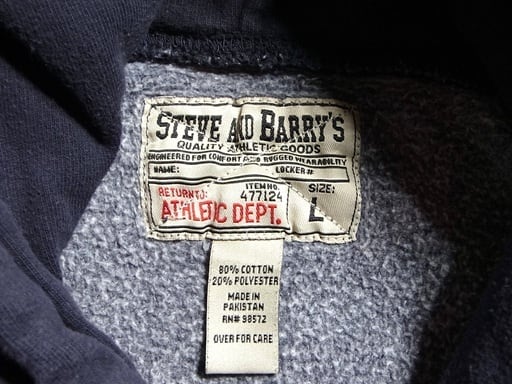 STEVE AND BARRY'S
QUALITY ATHLETIC GOODS
ENGINEERED FOR COMFORT AND RUGGED WEARABILITY
NAME: LOCKER#
RETURN TO: ITEM NO. SIZE:
477124
ATHLETIC DEPT. L
80% COTTON
20% POLYESTER
MADE IN
PAKISTAN
RN# 98572
OVER FOR CARE